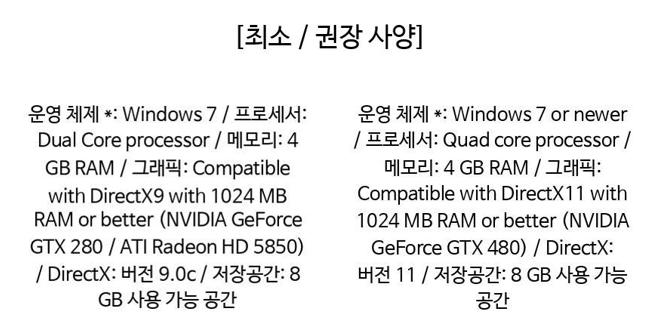 [최소 / 권장 사양]
운영 체제 *: Windows 7 / 프로세서:
Dual Core processor / 메모리: 4
GB RAM / 그래픽: Compatible
with DirectX9 with 1024 MB
RAM or better (NVIDIA GeForce
GTX 280 / ATI Radeon HD 5850)
/ DirectX: 버전 9.0c / 저장공간: 8
GB 사용 가능 공간
운영 체제 *: Windows 7 or newer
/ 프로세서: Quad core processor /
메모리: 4 GB RAM / 그래픽:
Compatible with DirectX11 with
1024 MB RAM or better (NVIDIA
GeForce GTX 480) / DirectX:
버전 11 / 저장공간: 8 GB 사용 가능
공간